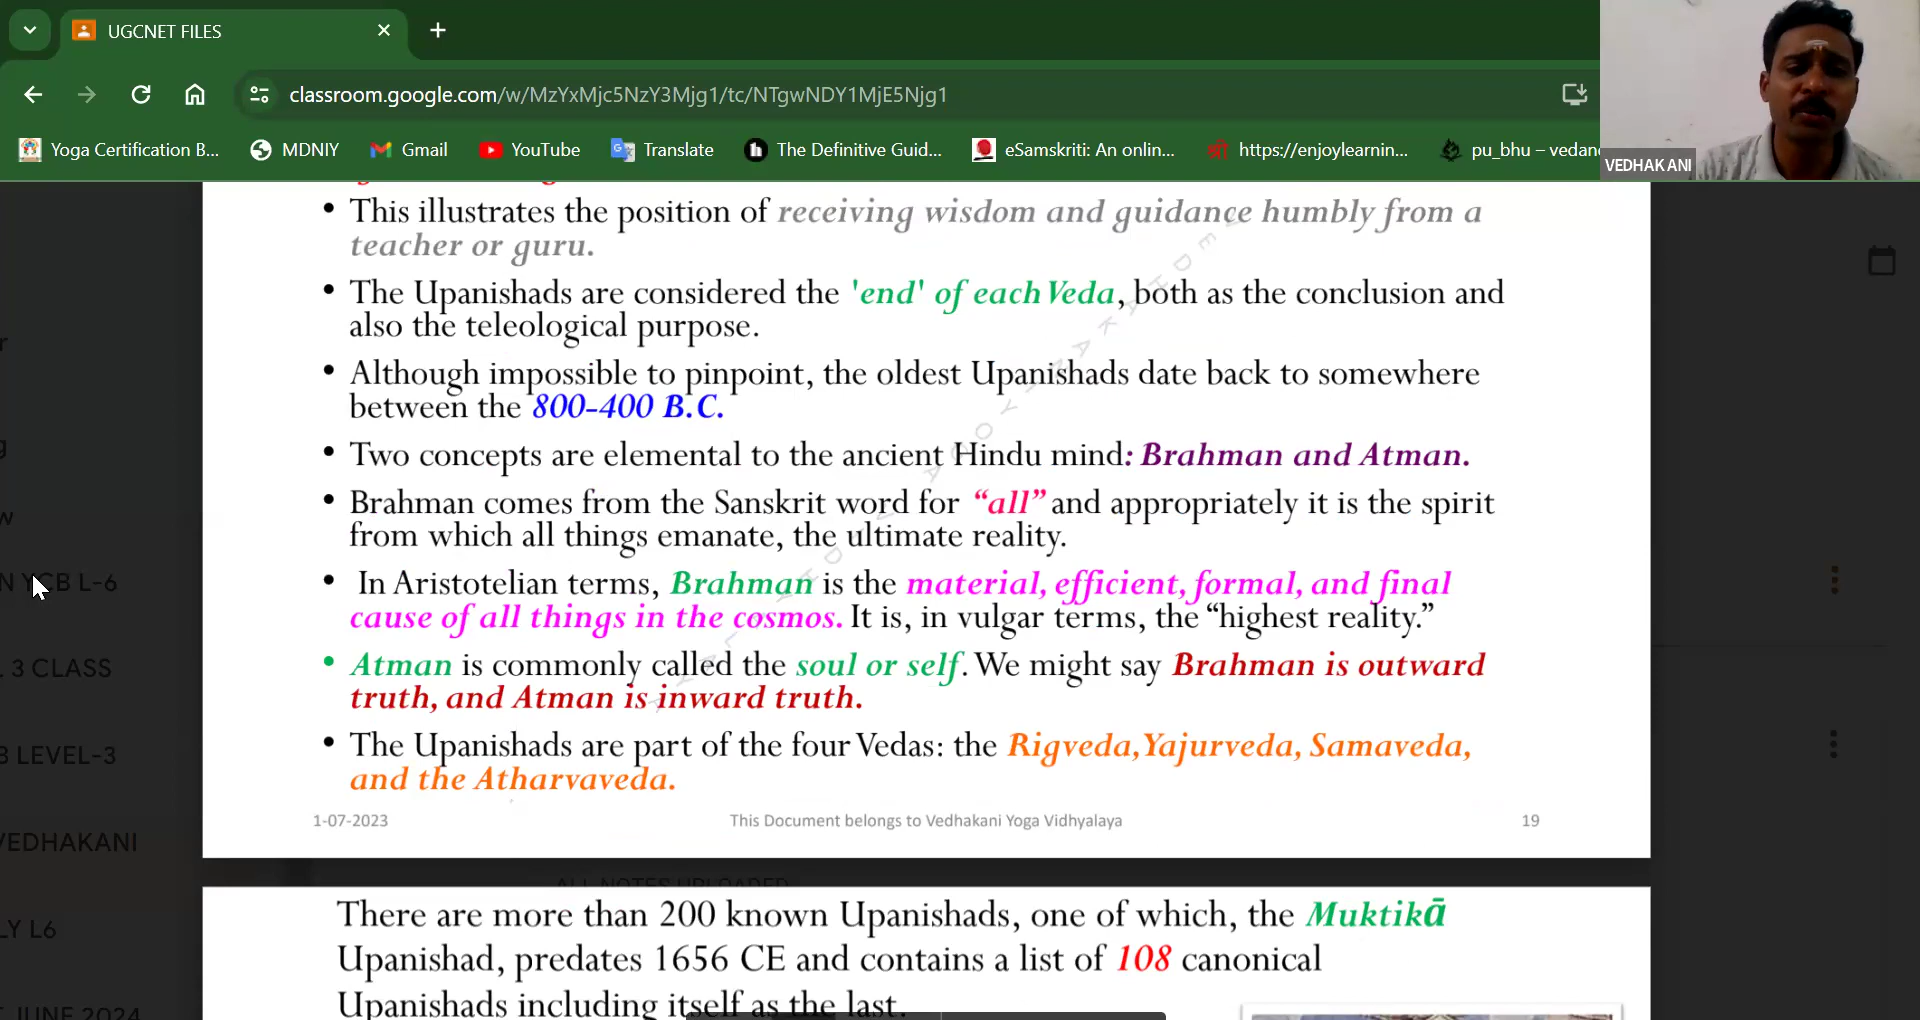 UGCNET FILES
classroom.google.com/w/MzYxMjc5NzY3Mjg1/tc/NTgwNDY1MjE5Njg1
Yoga Certification B... MDNIY Gmail YouTube Translate The Definitive Guid... eSamskriti: An onlin... https://enjoylearnin... pu_bhu – vedan
VEDHAKANI
• This illustrates the position of receiving wisdom and guidance humbly from a
teacher or guru.
• The Upanishads are considered the 'end' of each Veda, both as the conclusion and
also the teleological purpose.
• Although impossible to pinpoint, the oldest Upanishads date back to somewhere
between the 800-400 B.C.
• Two concepts are elemental to the ancient Hindu mind: Brahman and Atman.
• Brahman comes from the Sanskrit word for “all” and appropriately it is the spirit
from which all things emanate, the ultimate reality.
• In Aristotelian terms, Brahman is the material, efficient, formal, and final
cause of all things in the cosmos. It is, in vulgar terms, the “highest reality.”
• Atman is commonly called the soul or self. We might say Brahman is outward
truth, and Atman is inward truth.
• The Upanishads are part of the four Vedas: the Rigveda, Yajurveda, Samaveda,
and the Atharvaveda.
1-07-2023 This Document belongs to Vedhakani Yoga Vidhyalaya 19
N YCB L-6
3 CLASS
LEVEL-3
VEDHAKANI
LY L6
JUNE 2024
ALL NOTES UPLOADED
There are more than 200 known Upanishads, one of which, the Muktikā
Upanishad, predates 1656 CE and contains a list of 108 canonical
Upanishads including itself as the last.